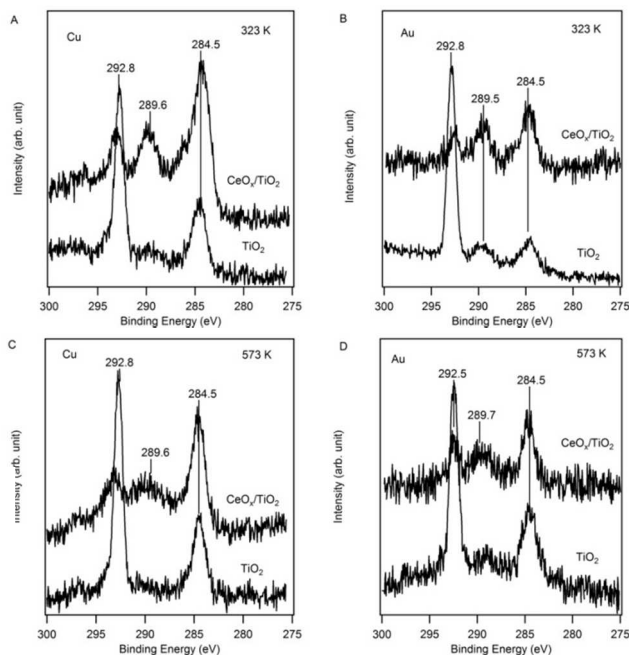 A
Cu
323 K
292.8
289.6
284.5
CeOx/TiO2
TiO2
Intensity (arb. unit)
300 295 290 285 280 275
Binding Energy (eV)
B
Au
323 K
292.8
289.5
284.5
CeOx/TiO2
TiO2
Intensity (arb. unit)
300 295 290 285 280 275
Binding Energy (eV)
C
Cu
573 K
292.8
289.6
284.5
CeOx/TiO2
TiO2
Intensity (arb. unit)
300 295 290 285 280 275
Binding Energy (eV)
D
Au
573 K
292.5
289.7
284.5
CeOx/TiO2
TiO2
Intensity (arb. unit)
300 295 290 285 280 275
Binding Energy (eV)